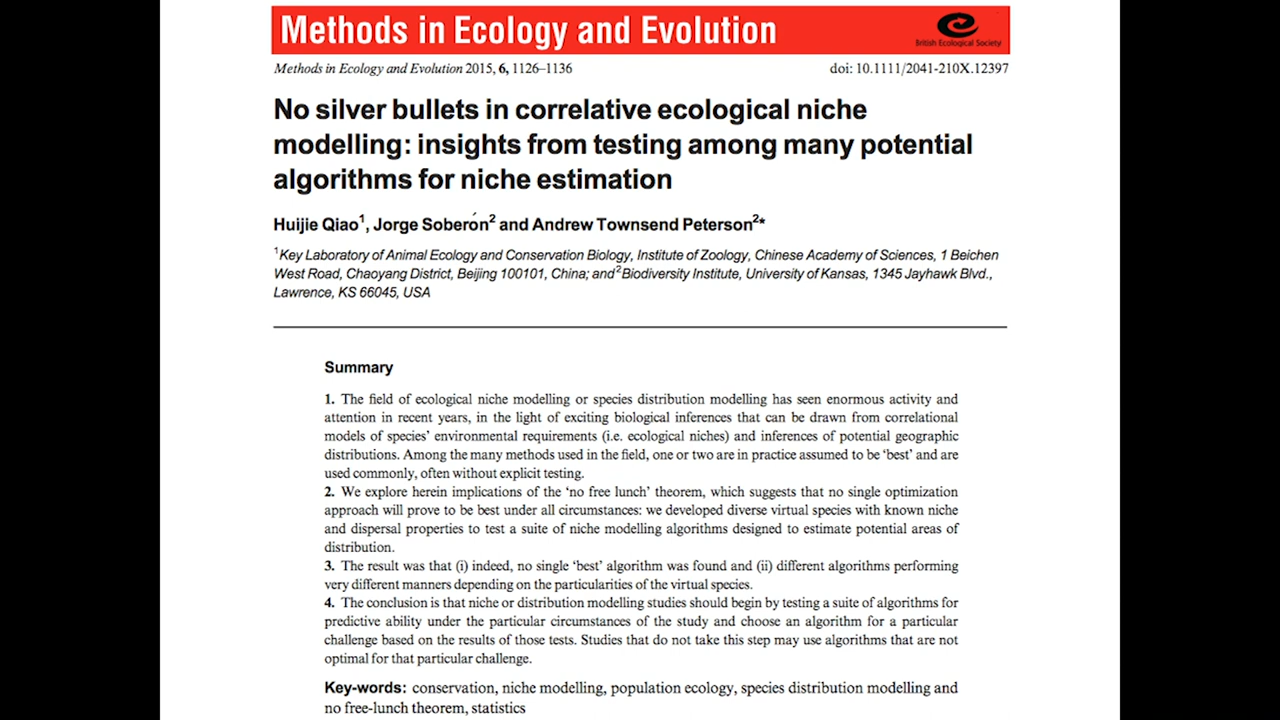 Methods in Ecology and Evolution
British Ecological Society
Methods in Ecology and Evolution 2015, 6, 1126–1136
doi: 10.1111/2041-210X.12397
No silver bullets in correlative ecological niche
modelling: insights from testing among many potential
algorithms for niche estimation
Huijie Qiao1, Jorge Soberón2 and Andrew Townsend Peterson2*
1Key Laboratory of Animal Ecology and Conservation Biology, Institute of Zoology, Chinese Academy of Sciences, 1 Beichen
West Road, Chaoyang District, Beijing 100101, China; and 2Biodiversity Institute, University of Kansas, 1345 Jayhawk Blvd.,
Lawrence, KS 66045, USA
Summary
1. The field of ecological niche modelling or species distribution modelling has seen enormous activity and
attention in recent years, in the light of exciting biological inferences that can be drawn from correlational
models of species' environmental requirements (i.e. ecological niches) and inferences of potential geographic
distributions. Among the many methods used in the field, one or two are in practice assumed to be 'best' and are
used commonly, often without explicit testing.
2. We explore herein implications of the 'no free lunch' theorem, which suggests that no single optimization
approach will prove to be best under all circumstances: we developed diverse virtual species with known niche
and dispersal properties to test a suite of niche modelling algorithms designed to estimate potential areas of
distribution.
3. The result was that (i) indeed, no single 'best' algorithm was found and (ii) different algorithms performing
very different manners depending on the particularities of the virtual species.
4. The conclusion is that niche or distribution modelling studies should begin by testing a suite of algorithms for
predictive ability under the particular circumstances of the study and choose an algorithm for a particular
challenge based on the results of those tests. Studies that do not take this step may use algorithms that are not
optimal for that particular challenge.
Key-words: conservation, niche modelling, population ecology, species distribution modelling and
no free-lunch theorem, statistics